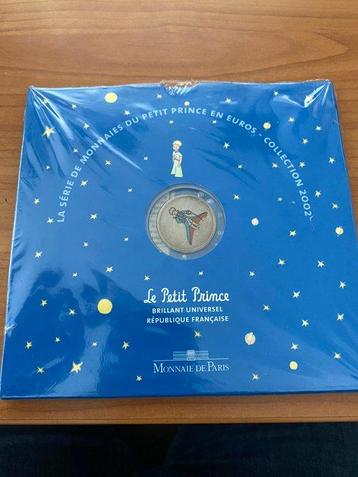 LA SÉRIE DE MONNAIES DU PETIT PRINCE EN EUROS - COLLECTION 2002
Le Petit Prince
BRILLANT UNIVERSEL
RÉPUBLIQUE FRANÇAISE
MONNAIE DE PARIS